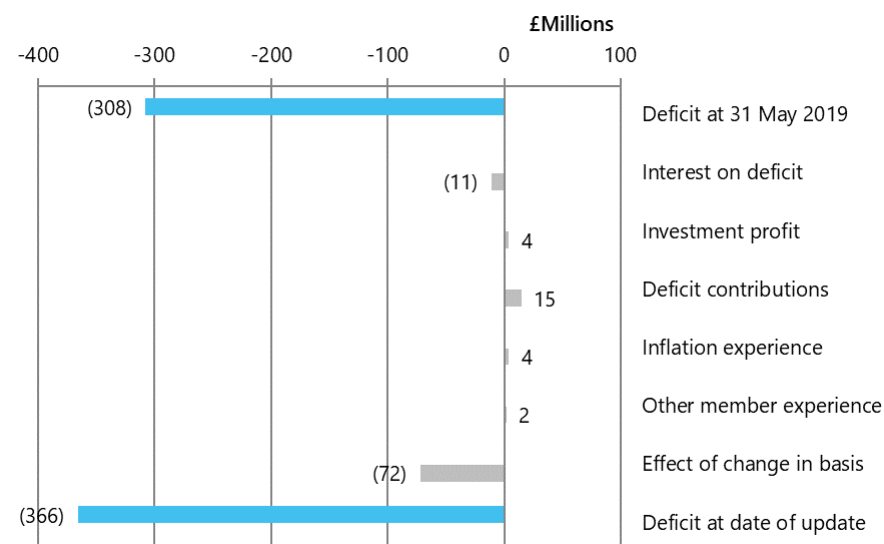 £Millions
-400 -300 -200 -100 0 100
(308) Deficit at 31 May 2019
(11) Interest on deficit
4 Investment profit
15 Deficit contributions
4 Inflation experience
2 Other member experience
(72) Effect of change in basis
(366) Deficit at date of update